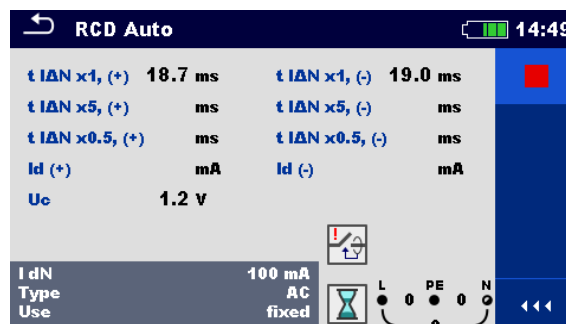 RCD Auto 14:49
t IΔN x1, (+) 18.7 ms t IΔN x1, (-) 19.0 ms
t IΔN x5, (+) ms t IΔN x5, (-) ms
t IΔN x0.5, (+) ms t IΔN x0.5, (-) ms
Id (+) mA Id (-) mA
Uc 1.2 V
I dN 100 mA
Type AC
Use fixed
L PE N
0 0